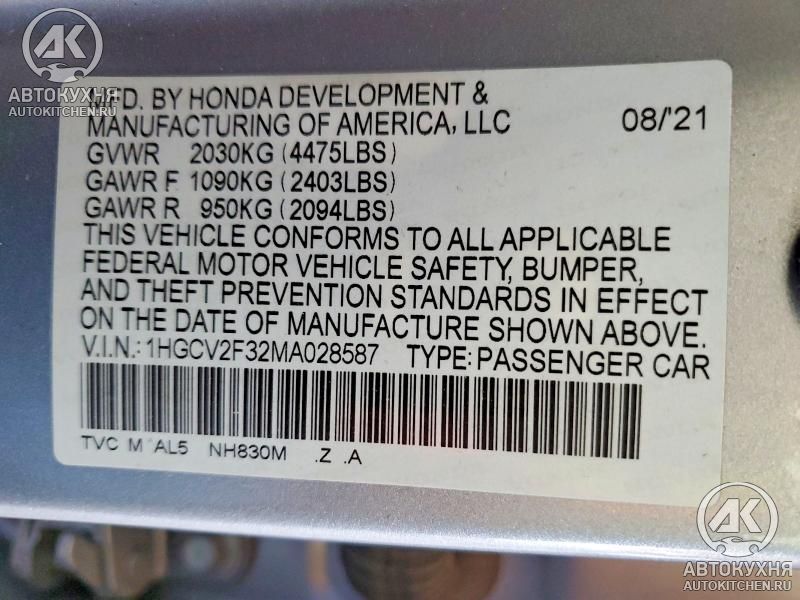 AK
АВТОКУХНЯ
AUTOKITCHEN.RU
MFD. BY HONDA DEVELOPMENT &
MANUFACTURING OF AMERICA, LLC 08/'21
GVWR 2030KG (4475LBS)
GAWR F 1090KG (2403LBS)
GAWR R 950KG (2094LBS)
THIS VEHICLE CONFORMS TO ALL APPLICABLE
FEDERAL MOTOR VEHICLE SAFETY, BUMPER,
AND THEFT PREVENTION STANDARDS IN EFFECT
ON THE DATE OF MANUFACTURE SHOWN ABOVE.
V.I.N.: 1HGCV2F32MA028587 TYPE: PASSENGER CAR
TVC M AL5 NH830M .Z .A
AK
АВТОКУХНЯ
AUTOKITCHEN.RU